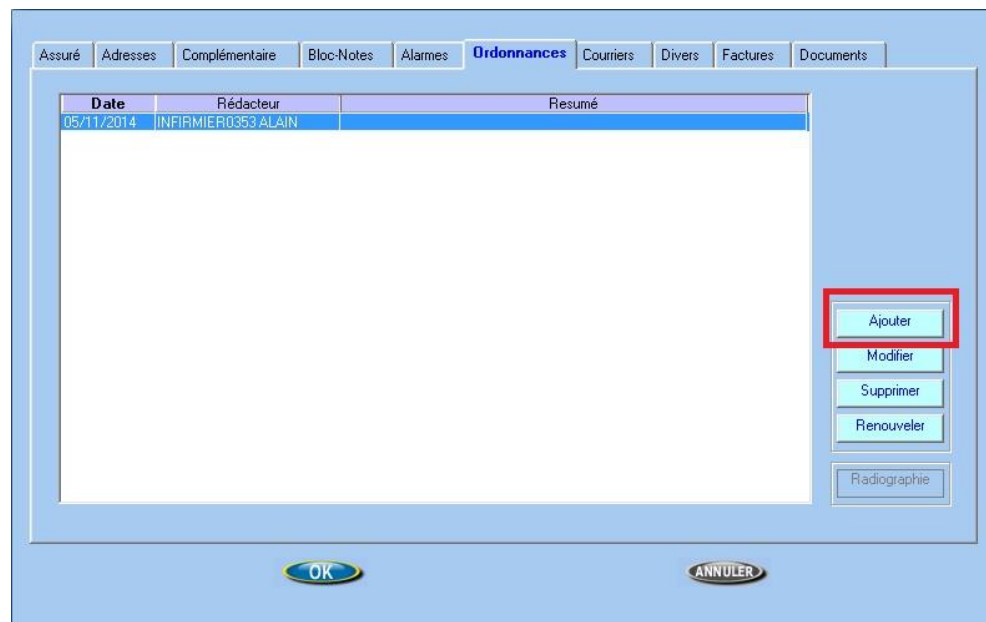 Assuré Adresses Complémentaire Bloc-Notes Alarmes Ordonnances Courriers Divers Factures Documents
Date Rédacteur Resumé
05/11/2014 INFIRMIER0353 ALAIN
Ajouter
Modifier
Supprimer
Renouveler
Radiographie
OK ANNULER